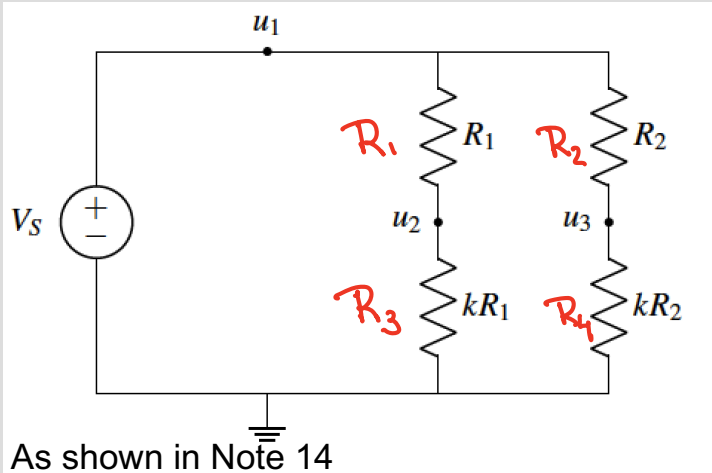 u1
R1 R1 R2 R2
VS + −
u2 u3
R3 kR1 R4 kR2
As shown in Note 14